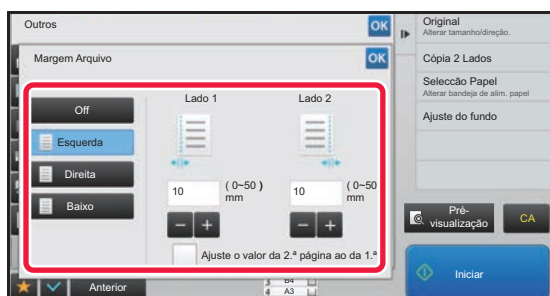 Outros
OK
Margem Arquivo
OK
Off
Esquerda
Direita
Baixo
Lado 1
Lado 2
10
( 0~50 )
mm
10
( 0~50
mm
Ajuste o valor da 2.ª página ao da 1.ª
Anterior
3 B4
4 A3
Original
Alterar tamanho/direção.
Cópia 2 Lados
Seleccão Papel
Alterar bandeja de alim. papel
Ajuste do fundo
Pré-
visualização
CA
Iniciar